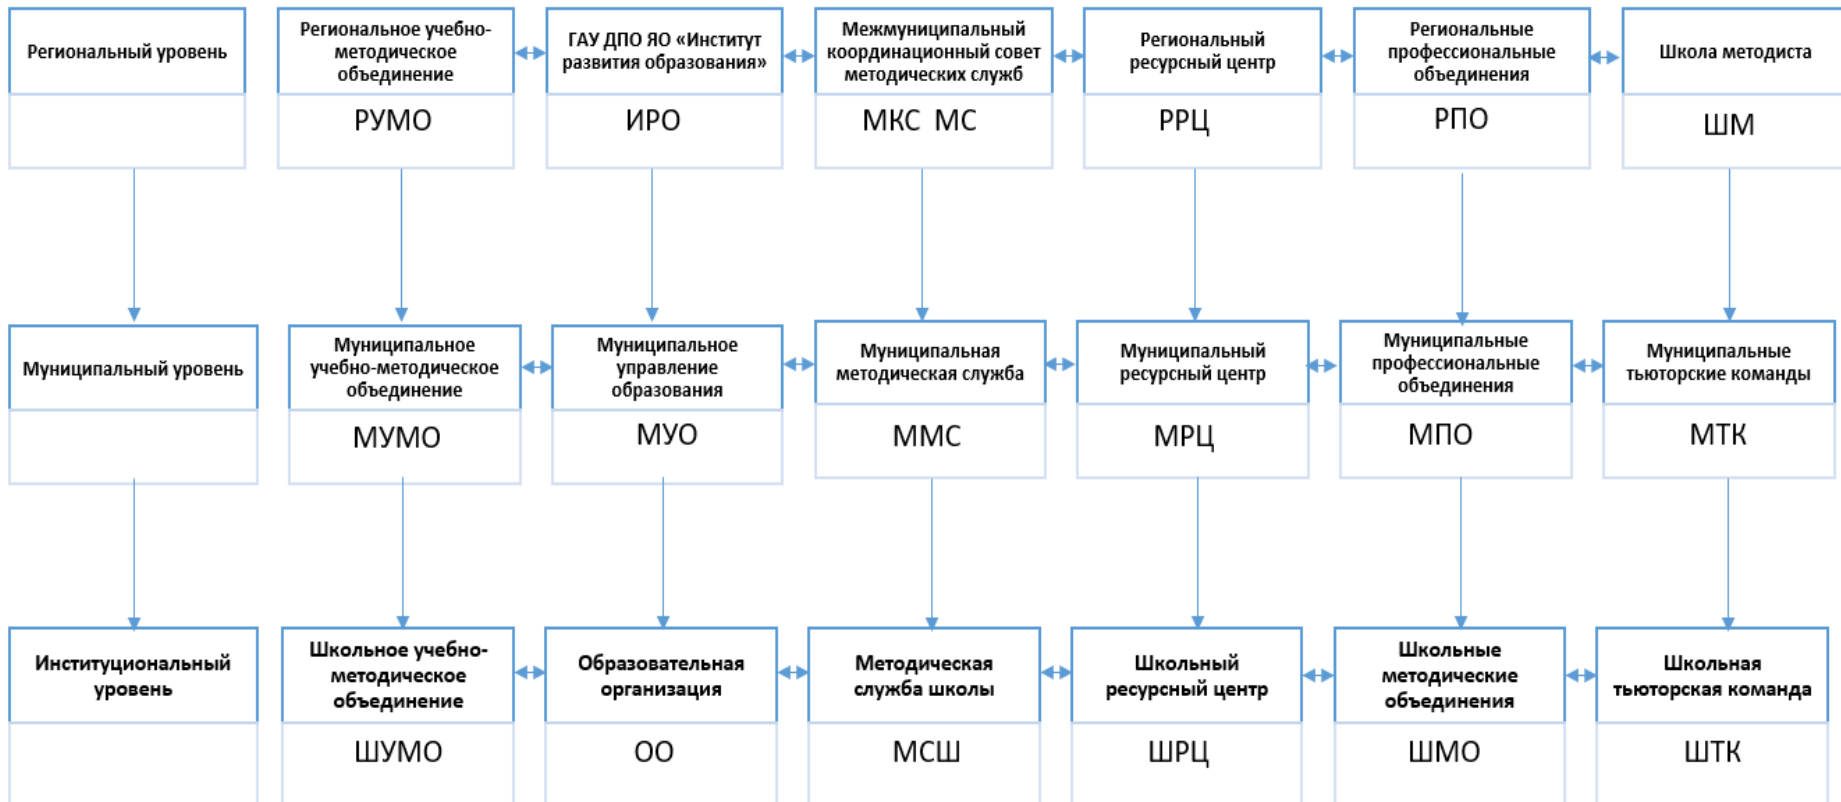 Региональный уровень
Региональное учебно-
методическое
объединение
ГАУ ДПО ЯО «Институт
развития образования»
Межмуниципальный
координационный совет
методических служб
Региональный
ресурсный центр
Региональные
профессиональные
объединения
Школа методиста
РУМО
ИРО
МКС МС
РРЦ
РПО
ШМ
Муниципальный уровень
Муниципальное
учебно-методическое
объединение
Муниципальное
управление
образования
Муниципальная
методическая служба
Муниципальный
ресурсный центр
Муниципальные
профессиональные
объединения
Муниципальные
тьюторские команды
МУМО
МУО
ММС
МРЦ
МПО
МТК
Институциональный
уровень
Школьное учебно-
методическое
объединение
Образовательная
организация
Методическая
служба школы
Школьный
ресурсный центр
Школьные
методические
объединения
Школьная
тьюторская команда
ШУМО
ОО
МСШ
ШРЦ
ШМО
ШТК